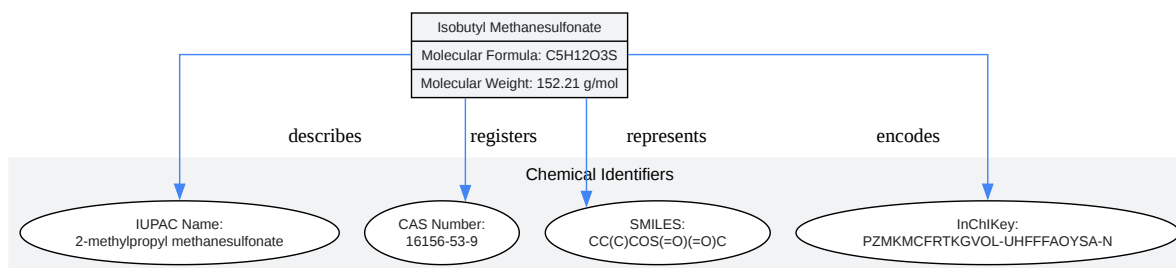 Isobutyl Methanesulfonate
Molecular Formula: C5H12O3S
Molecular Weight: 152.21 g/mol
describes
registers
represents
encodes
Chemical Identifiers
IUPAC Name:
2-methylpropyl methanesulfonate
CAS Number:
16156-53-9
SMILES:
CC(C)COS(=O)(=O)C
InChIKey:
PZMKMCFRTKGVOL-UHFFFAOYSA-N